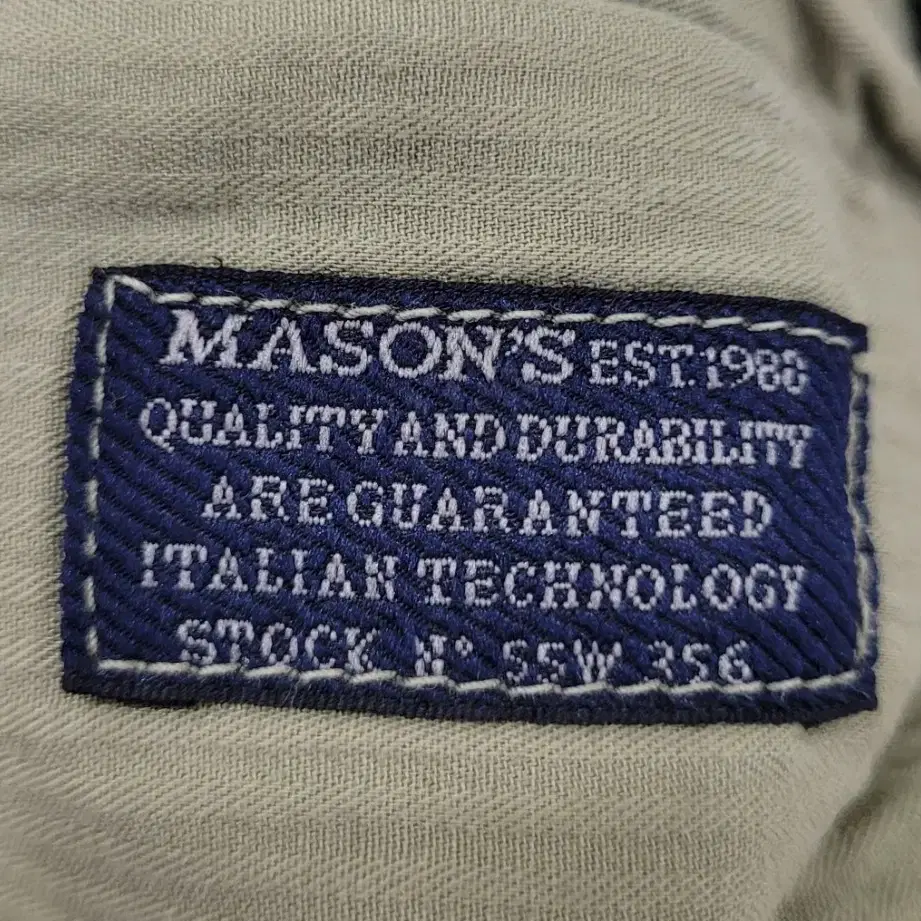 MASON'S EST.1980
QUALITY AND DURABILITY
ARE GUARANTEED
ITALIAN TECHNOLOGY
STOCK N° SSW 356